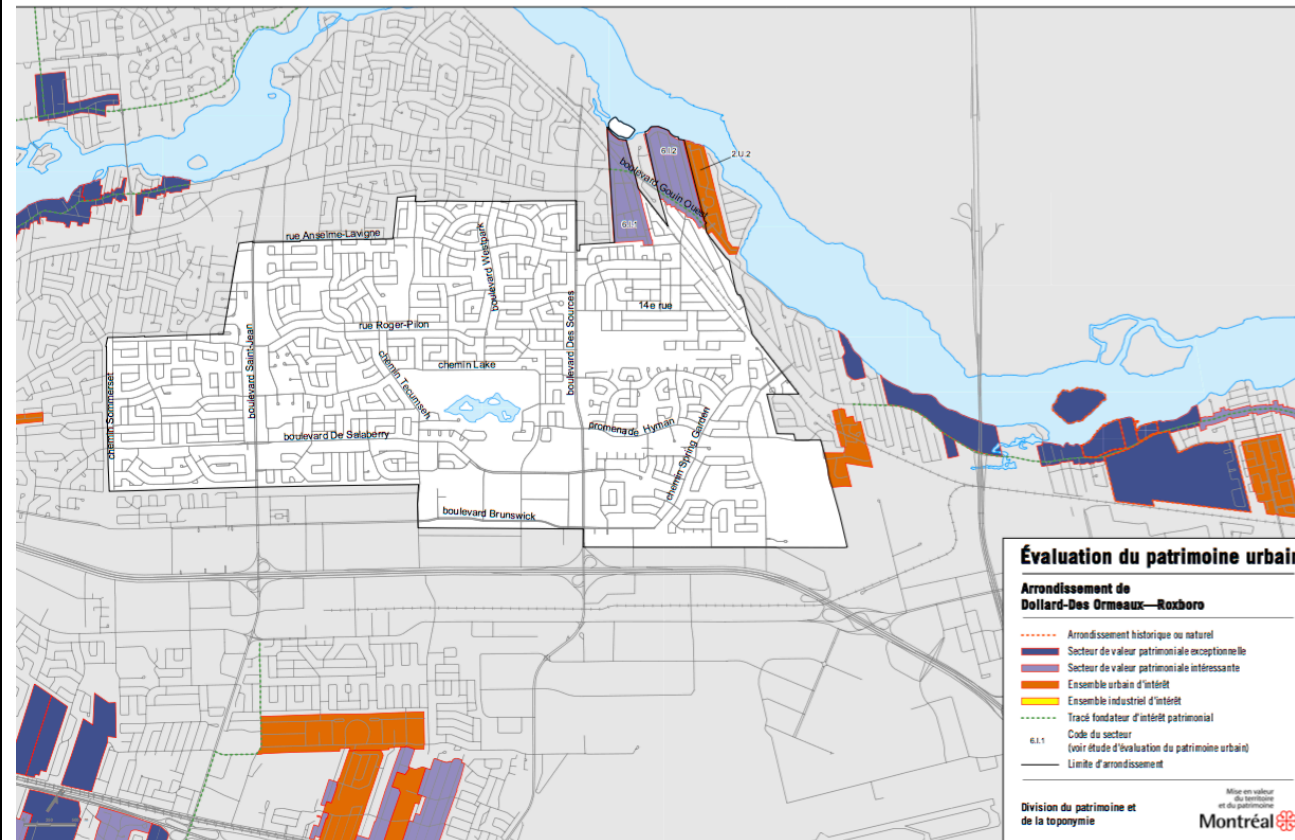 6.I.2
2.U.2
boulevard Gouin Ouest
6.I.1
rue Anselme-Lavigne
boulevard Westpark
14e rue
rue Roger-Pilon
boulevard Des Sources
boulevard Saint-Jean
chemin Lake
chemin Tecumseh
chemin Sommerset
promenade Hyman
chemin Spring Garden
boulevard De Salaberry
boulevard Brunswick
Évaluation du patrimoine urbain
Arrondissement de
Dollard-Des Ormeaux—Roxboro
Arrondissement historique ou naturel
Secteur de valeur patrimoniale exceptionnelle
Secteur de valeur patrimoniale intéressante
Ensemble urbain d'intérêt
Ensemble industriel d'intérêt
Tracé fondateur d'intérêt patrimonial
6.I.1 Code du secteur
(voir étude d'évaluation du patrimoine urbain)
Limite d'arrondissement
Division du patrimoine et
de la toponymie
Mise en valeur
du territoire
et du patrimoine
Montréal